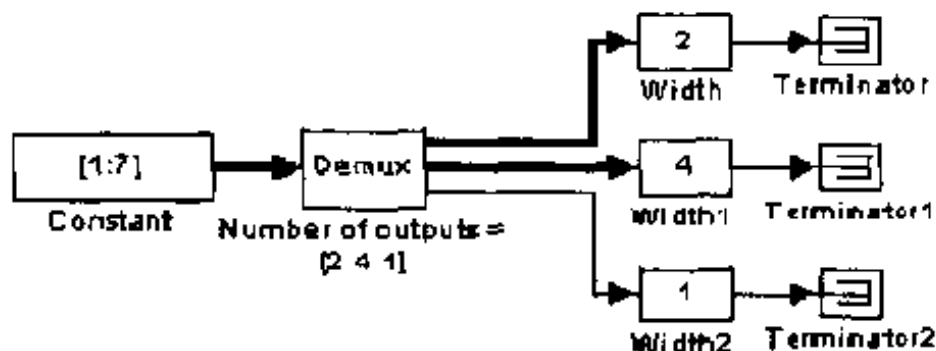 2
Width
Terminator
[1:7]
Constant
Demux
Number of outputs =
[2 4 1]
4
Width1
Terminator1
1
Width2
Terminator2